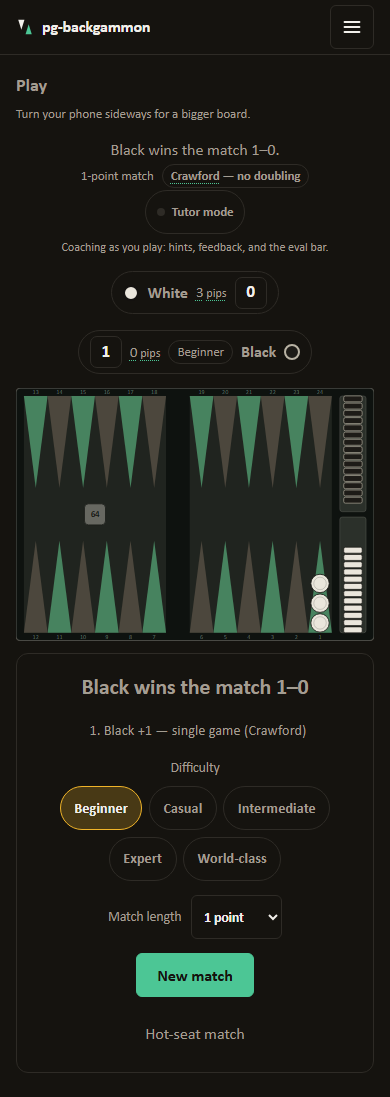 pg-backgammon
Play
Turn your phone sideways for a bigger board.
Black wins the match 1–0.
1-point match Crawford — no doubling
Tutor mode
Coaching as you play: hints, feedback, and the eval bar.
White 3 pips 0
1 0 pips Beginner Black
13 14 15 16 17 18 19 20 21 22 23 24
64
12 11 10 9 8 7 6 5 4 3 2 1
Black wins the match 1–0
1. Black +1 — single game (Crawford)
Difficulty
Beginner Casual Intermediate
Expert World-class
Match length 1 point
New match
Hot-seat match